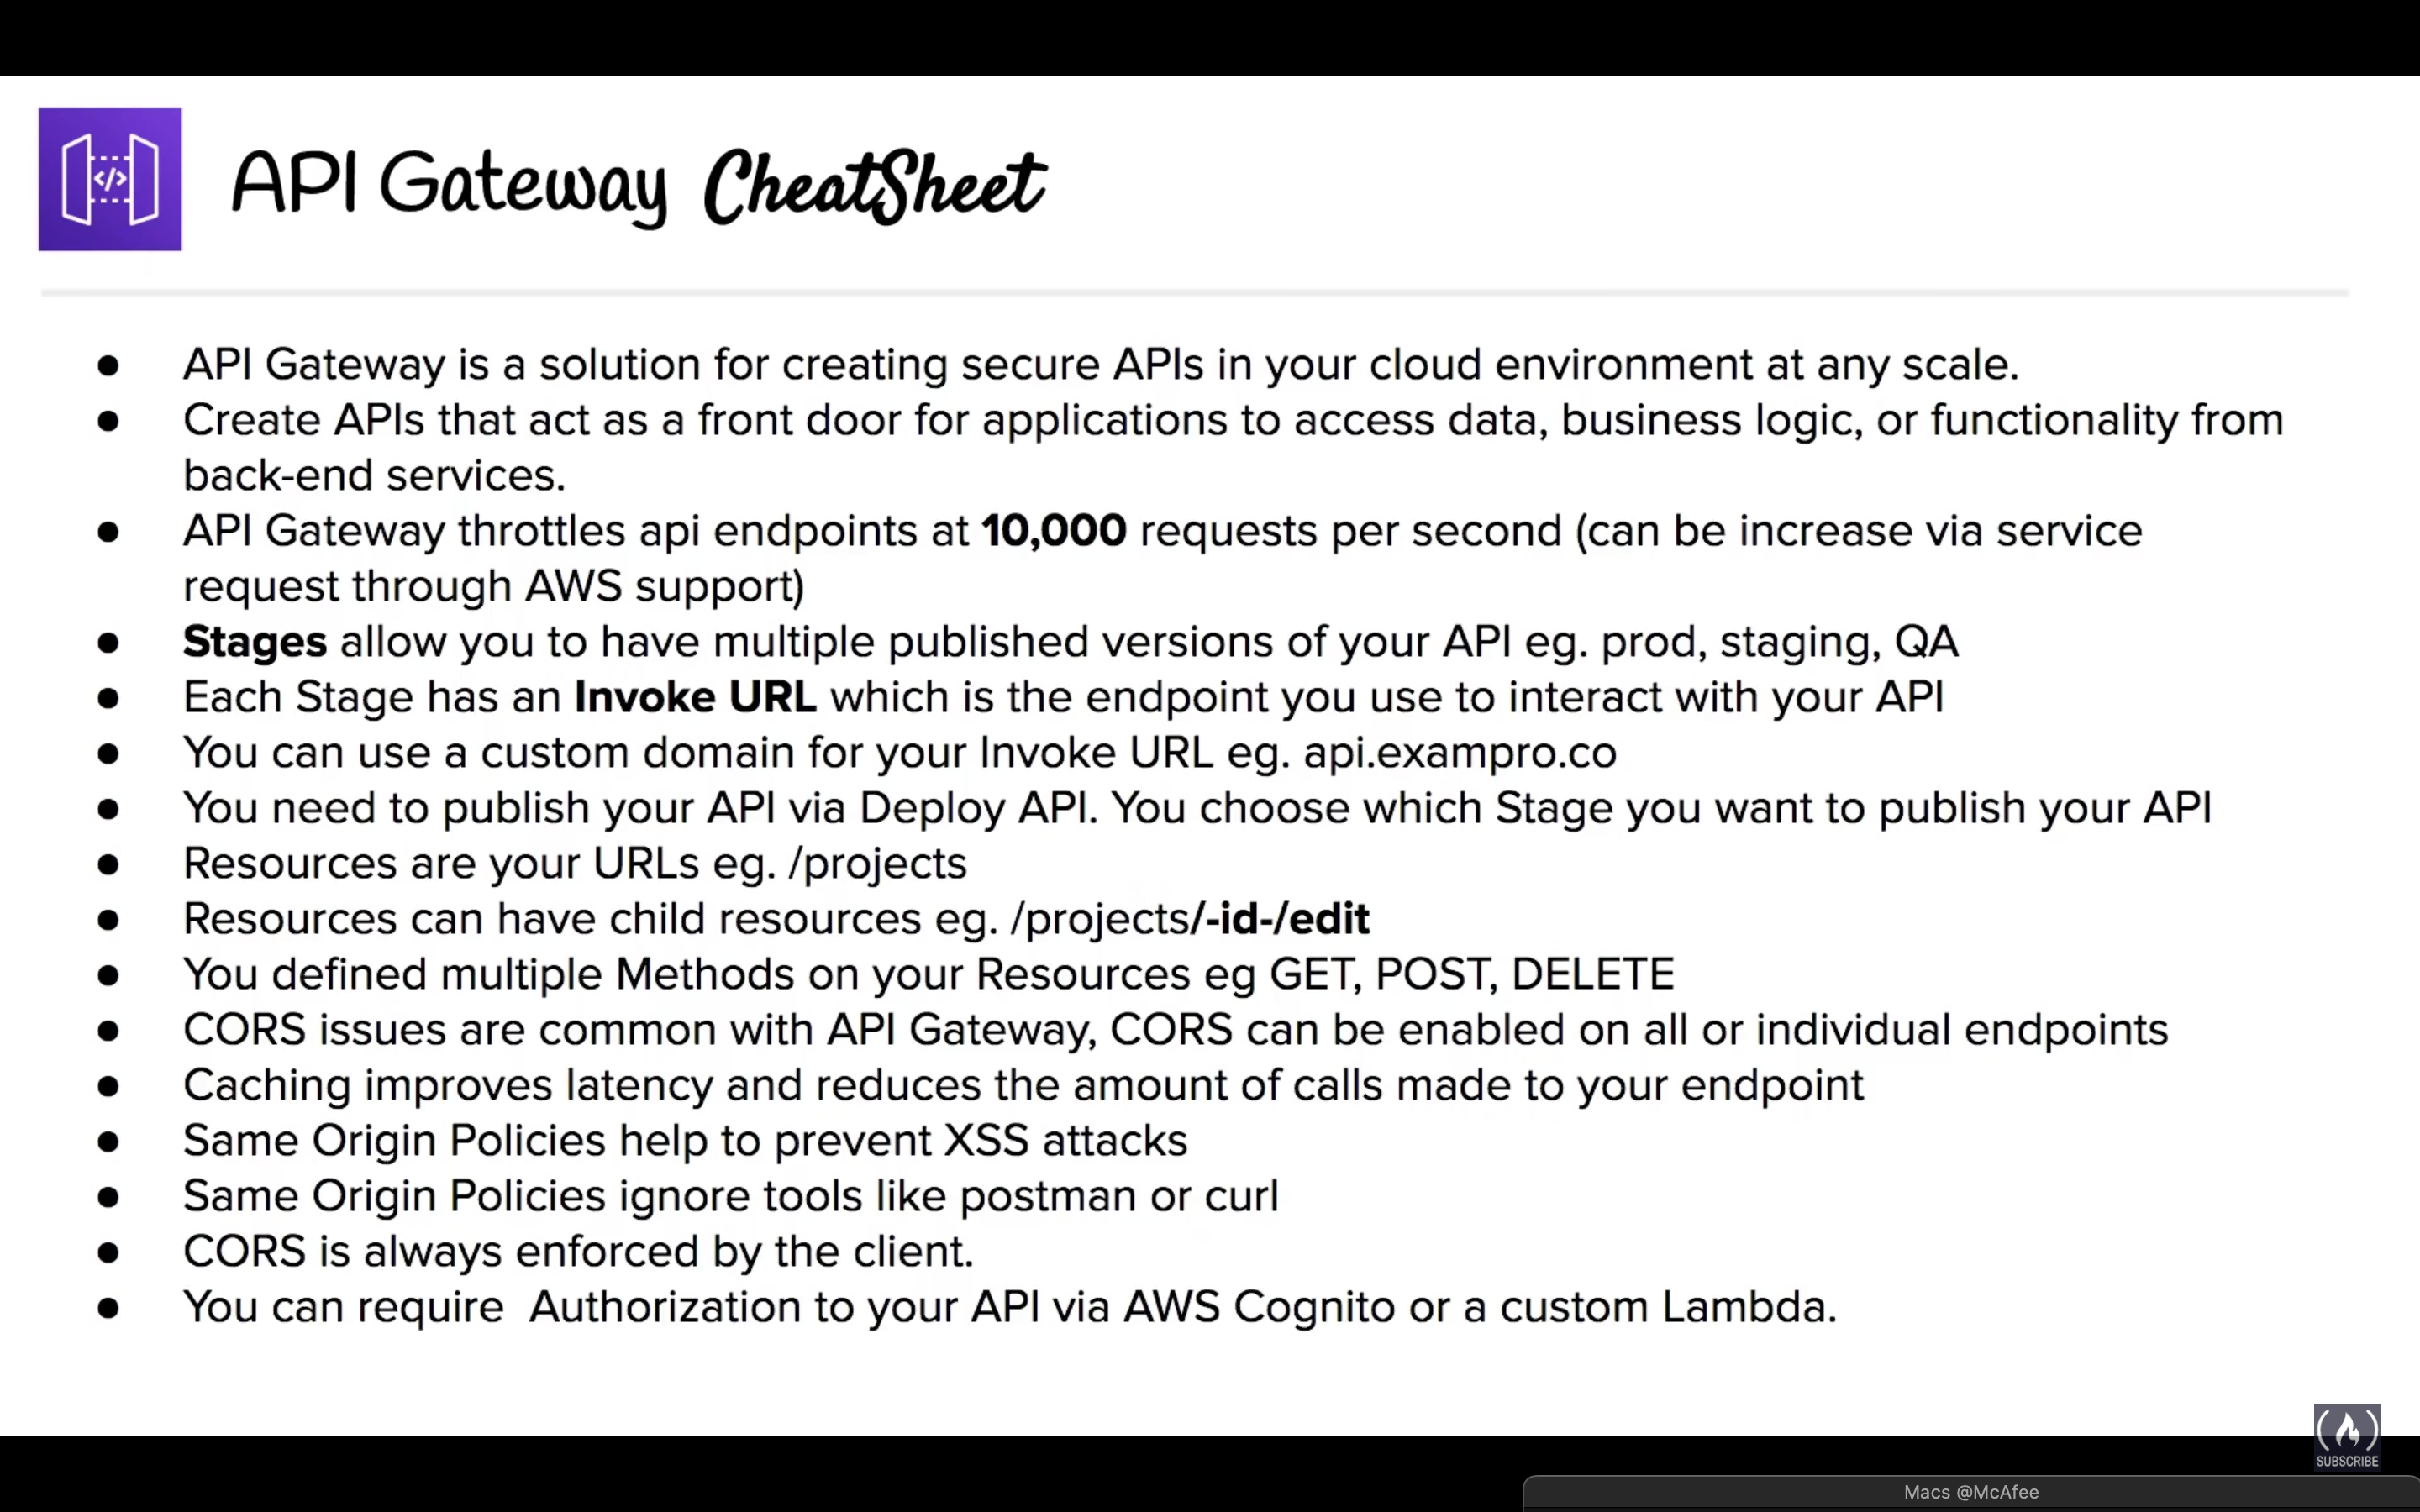 </>
API Gateway CheatSheet
● API Gateway is a solution for creating secure APIs in your cloud environment at any scale.
● Create APIs that act as a front door for applications to access data, business logic, or functionality from
back-end services.
● API Gateway throttles api endpoints at 10,000 requests per second (can be increase via service
request through AWS support)
● Stages allow you to have multiple published versions of your API eg. prod, staging, QA
● Each Stage has an Invoke URL which is the endpoint you use to interact with your API
● You can use a custom domain for your Invoke URL eg. api.exampro.co
● You need to publish your API via Deploy API. You choose which Stage you want to publish your API
● Resources are your URLs eg. /projects
● Resources can have child resources eg. /projects/-id-/edit
● You defined multiple Methods on your Resources eg GET, POST, DELETE
● CORS issues are common with API Gateway, CORS can be enabled on all or individual endpoints
● Caching improves latency and reduces the amount of calls made to your endpoint
● Same Origin Policies help to prevent XSS attacks
● Same Origin Policies ignore tools like postman or curl
● CORS is always enforced by the client.
● You can require  Authorization to your API via AWS Cognito or a custom Lambda.
SUBSCRIBE
Macs @McAfee